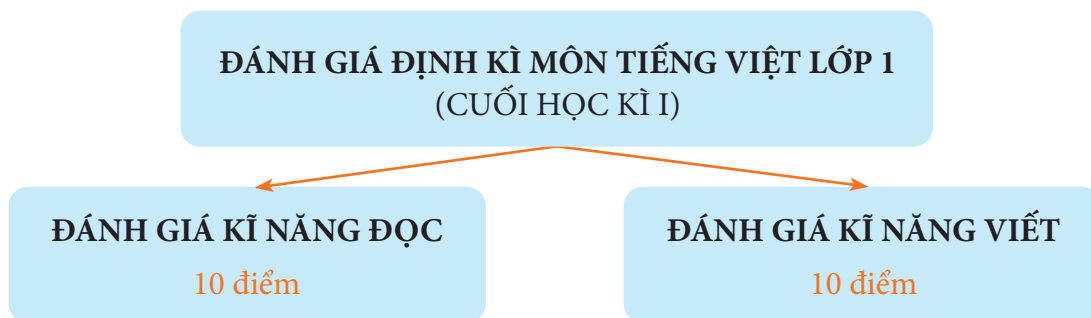 ĐÁNH GIÁ ĐỊNH KÌ MÔN TIẾNG VIỆT LỚP 1
(CUỐI HỌC KÌ I)
ĐÁNH GIÁ KĨ NĂNG ĐỌC
10 điểm
ĐÁNH GIÁ KĨ NĂNG VIẾT
10 điểm